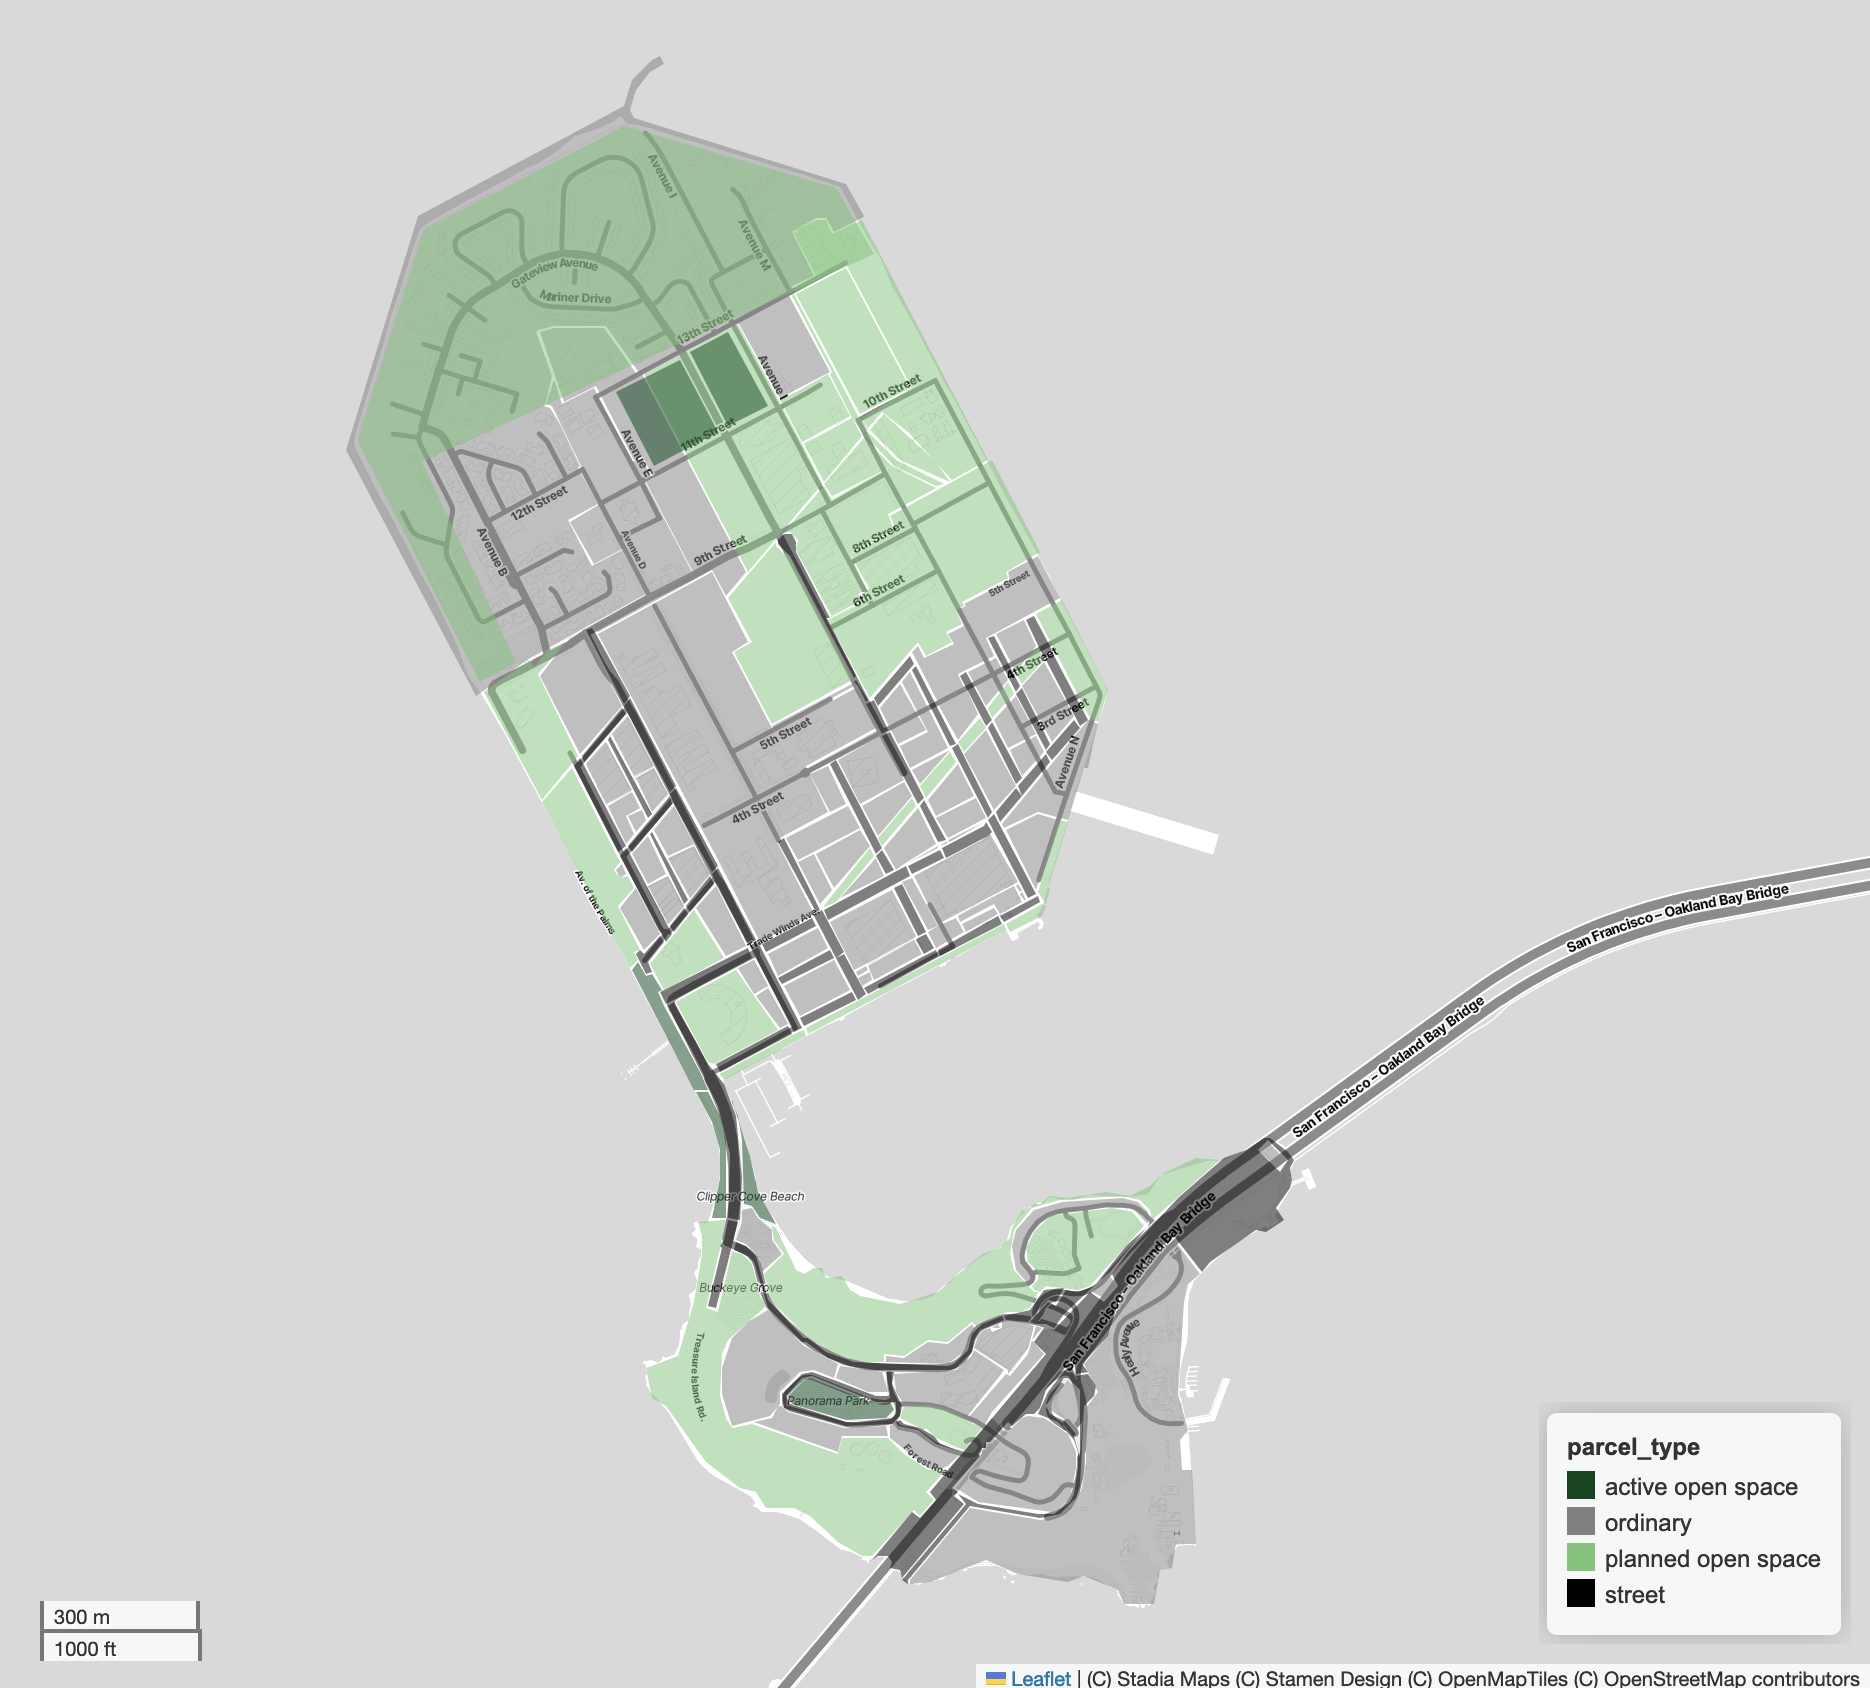 Avenue I
Avenue M
Gateview Avenue
Mariner Drive
13th Street
Avenue I
10th Street
11th Street
Avenue E
12th Street
Avenue B
Avenue D
9th Street
8th Street
6th Street
5th Street
4th Street
3rd Street
5th Street
Avenue N
4th Street
Av. of the Palms
Trade Winds Ave.
San Francisco – Oakland Bay Bridge
San Francisco – Oakland Bay Bridge
San Francisco – Oakland Bay Bridge
Clipper Cove Beach
Buckeye Grove
Treasure Island Rd.
Panorama Park
Forest Road
parcel_type
active open space
ordinary
planned open space
street
300 m
1000 ft
Leaflet | (C) Stadia Maps (C) Stamen Design (C) OpenMapTiles (C) OpenStreetMap contributors